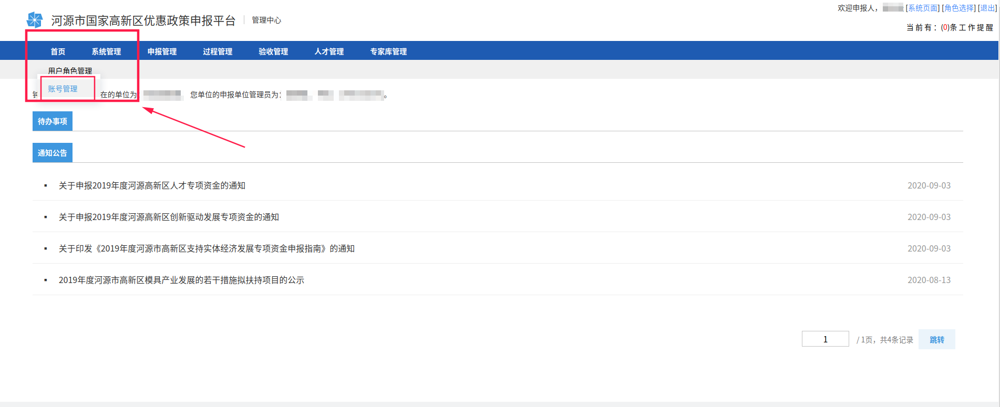 欢迎申报人， [系统页面] [角色选择] [退出]
河源市国家高新区优惠政策申报平台 管理中心
当前有：(0)条工作提醒
首页 系统管理 申报管理 过程管理 验收管理 人才管理 专家库管理
用户角色管理
账号管理
在的单位为 您单位的申报单位管理员为： 。
待办事项
通知公告
关于申报2019年度河源高新区人才专项资金的通知 2020-09-03
关于申报2019年度河源高新区创新驱动发展专项资金的通知 2020-09-03
关于印发《2019年度河源市高新区支持实体经济发展专项资金申报指南》的通知 2020-09-03
2019年度河源市高新区模具产业发展的若干措施拟扶持项目的公示 2020-08-13
1 / 1页，共4条记录 跳转